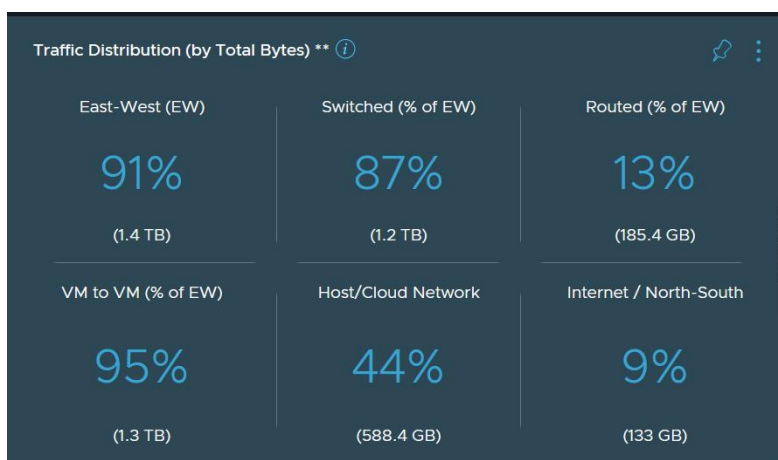 Traffic Distribution (by Total Bytes) ** i
East-West (EW)
91%
(1.4 TB)
Switched (% of EW)
87%
(1.2 TB)
Routed (% of EW)
13%
(185.4 GB)
VM to VM (% of EW)
95%
(1.3 TB)
Host/Cloud Network
44%
(588.4 GB)
Internet / North-South
9%
(133 GB)